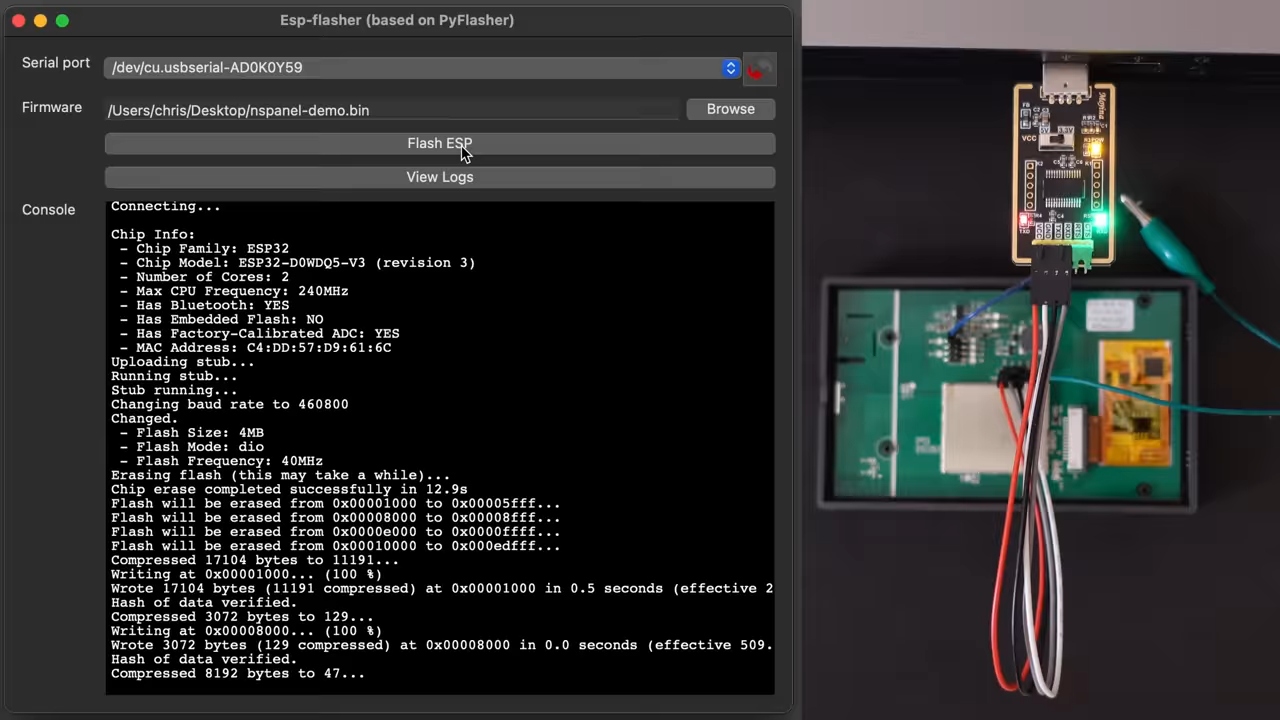 Esp-flasher (based on PyFlasher)
Serial port
/dev/cu.usbserial-AD0K0Y59
Firmware
/Users/chris/Desktop/nspanel-demo.bin
Browse
Flash ESP
View Logs
Console
Connecting...
Chip Info:
- Chip Family: ESP32
- Chip Model: ESP32-D0WDQ5-V3 (revision 3)
- Number of Cores: 2
- Max CPU Frequency: 240MHz
- Has Bluetooth: YES
- Has Embedded Flash: NO
- Has Factory-Calibrated ADC: YES
- MAC Address: C4:DD:57:D9:61:6C
Uploading stub...
Running stub...
Stub running...
Changing baud rate to 460800
Changed.
- Flash Size: 4MB
- Flash Mode: dio
- Flash Frequency: 40MHz
Erasing flash (this may take a while)...
Chip erase completed successfully in 12.9s
Flash will be erased from 0x00001000 to 0x00005fff...
Flash will be erased from 0x00008000 to 0x00008fff...
Flash will be erased from 0x0000e000 to 0x0000ffff...
Flash will be erased from 0x00010000 to 0x000edfff...
Compressed 17104 bytes to 11191...
Writing at 0x00001000... (100 %)
Wrote 17104 bytes (11191 compressed) at 0x00001000 in 0.5 seconds (effective 2
Hash of data verified.
Compressed 3072 bytes to 129...
Writing at 0x00008000... (100 %)
Wrote 3072 bytes (129 compressed) at 0x00008000 in 0.0 seconds (effective 509.
Hash of data verified.
Compressed 8192 bytes to 47...
VCC
5V
TXD